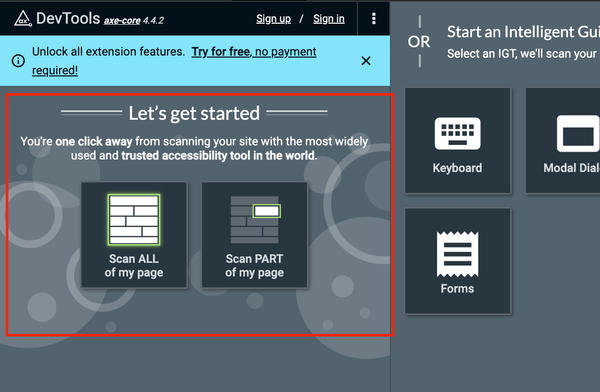 DevTools axe-core 4.4.2 Sign up / Sign in
Unlock all extension features. Try for free, no payment
required!
Let's get started
You're one click away from scanning your site with the most widely
used and trusted accessibility tool in the world.
Scan ALL
of my page
Scan PART
of my page
OR
Start an Intelligent Gui
Select an IGT, we'll scan your
Keyboard
Modal Dial
Forms